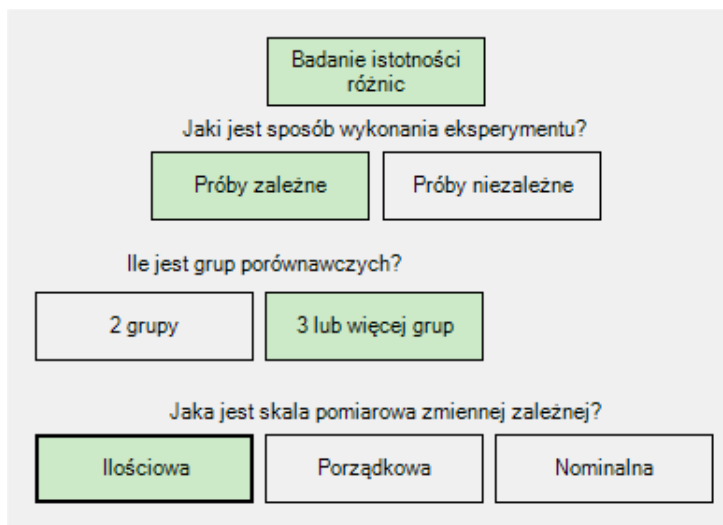 Badanie istotności
różnic
Jaki jest sposób wykonania eksperymentu?
Próby zależne
Próby niezależne
Ile jest grup porównawczych?
2 grupy
3 lub więcej grup
Jaka jest skala pomiarowa zmiennej zależnej?
Ilościowa
Porządkowa
Nominalna